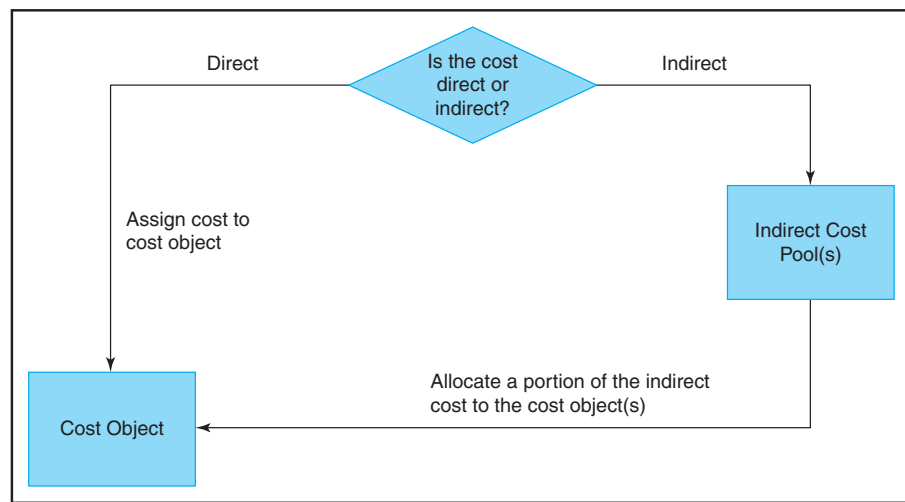 Direct
Is the cost
direct or
indirect?
Indirect
Assign cost to
cost object
Indirect Cost
Pool(s)
Allocate a portion of the indirect
cost to the cost object(s)
Cost Object